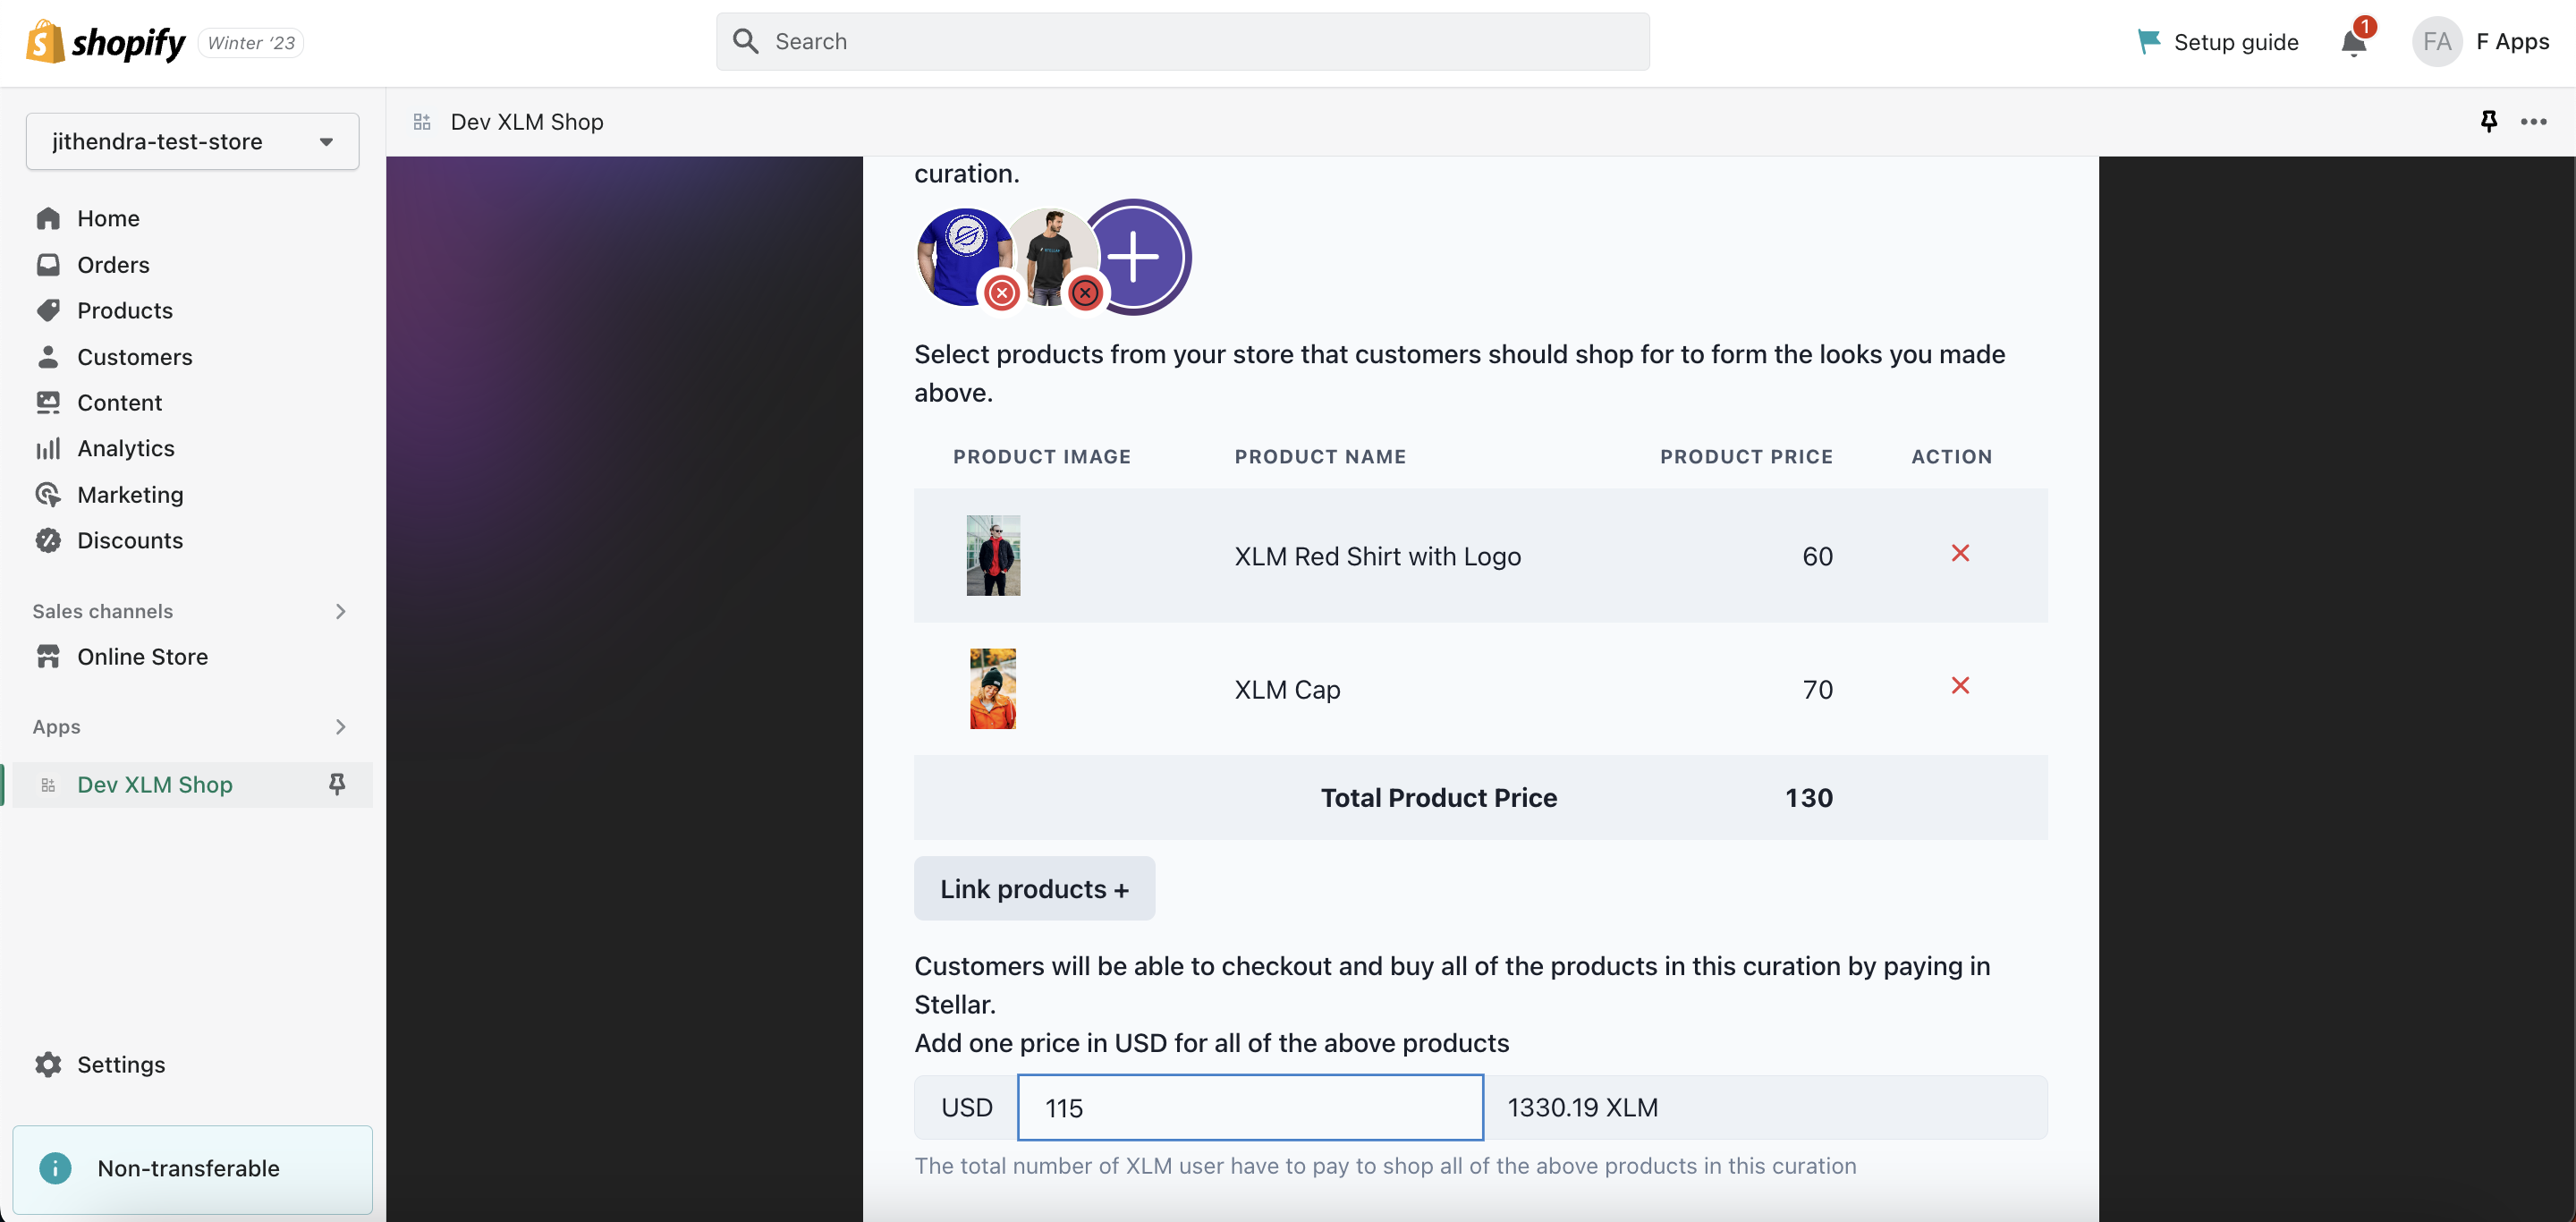 shopify
Winter ‘23
Search
Setup guide
1
FA
F Apps
jithendra-test-store
Home
Orders
Products
Customers
Content
Analytics
Marketing
Discounts
Sales channels
Online Store
Apps
Dev XLM Shop
Settings
Non-transferable
Dev XLM Shop
curation.
Select products from your store that customers should shop for to form the looks you made
above.
PRODUCT IMAGE PRODUCT NAME PRODUCT PRICE ACTION
XLM Red Shirt with Logo 60
XLM Cap 70
Total Product Price 130
Link products +
Customers will be able to checkout and buy all of the products in this curation by paying in
Stellar.
Add one price in USD for all of the above products
USD 115 1330.19 XLM
The total number of XLM user have to pay to shop all of the above products in this curation